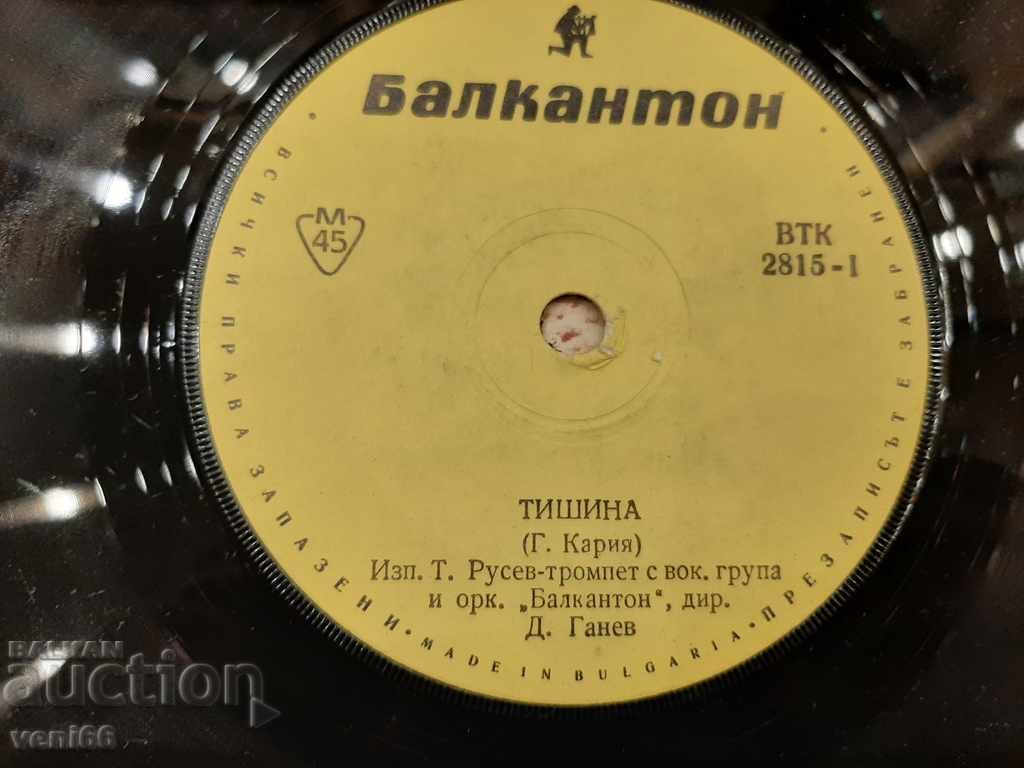 Балкантон
М
45
ВТК
2815-1
ТИШИНА
(Г. Кария)
Изп. Т. Русев-тромпет с вок. група
и орк. „Балкантон“, дир.
Д. Ганев
ВСИЧКИ ПРАВА ЗАПАЗЕНИ · MADE IN BULGARIA · ПРЕЗАПИСЪТ Е ЗАБРАНЕН
BALKAN
auction
veni66